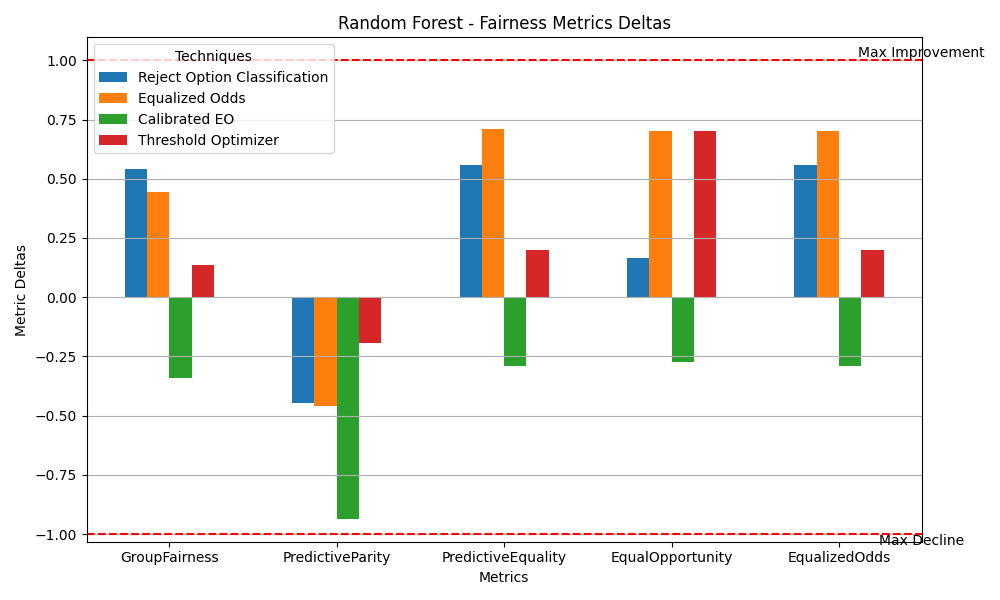 Random Forest - Fairness Metrics Deltas
Max Improvement
Techniques
Reject Option Classification
Equalized Odds
Calibrated EO
Threshold Optimizer
1.00
0.75
0.50
0.25
0.00
−0.25
−0.50
−0.75
−1.00
Metric Deltas
Max Decline
GroupFairness PredictiveParity PredictiveEquality EqualOpportunity EqualizedOdds
Metrics